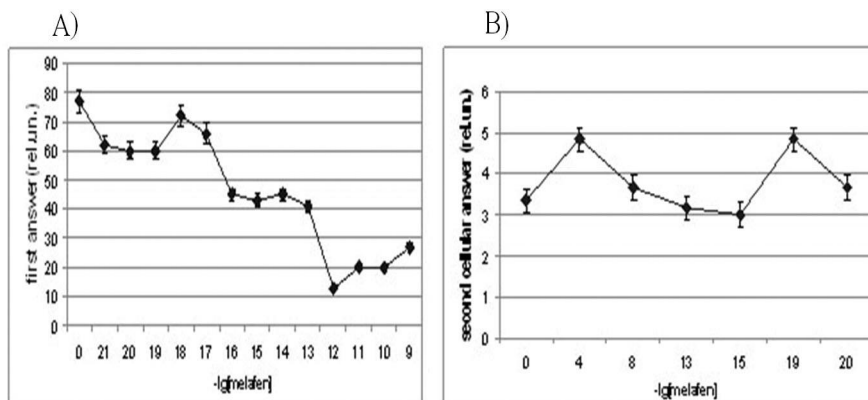 A)
90
80
70
60
50
40
30
20
10
0
first answer (rel.un.)
0 21 20 19 18 17 16 15 14 13 12 11 10 9
-lg[melafen]
B)
6
5
4
3
2
1
0
second cellular answer (rel.un.)
0 4 8 13 15 19 20
-lg[melafen]